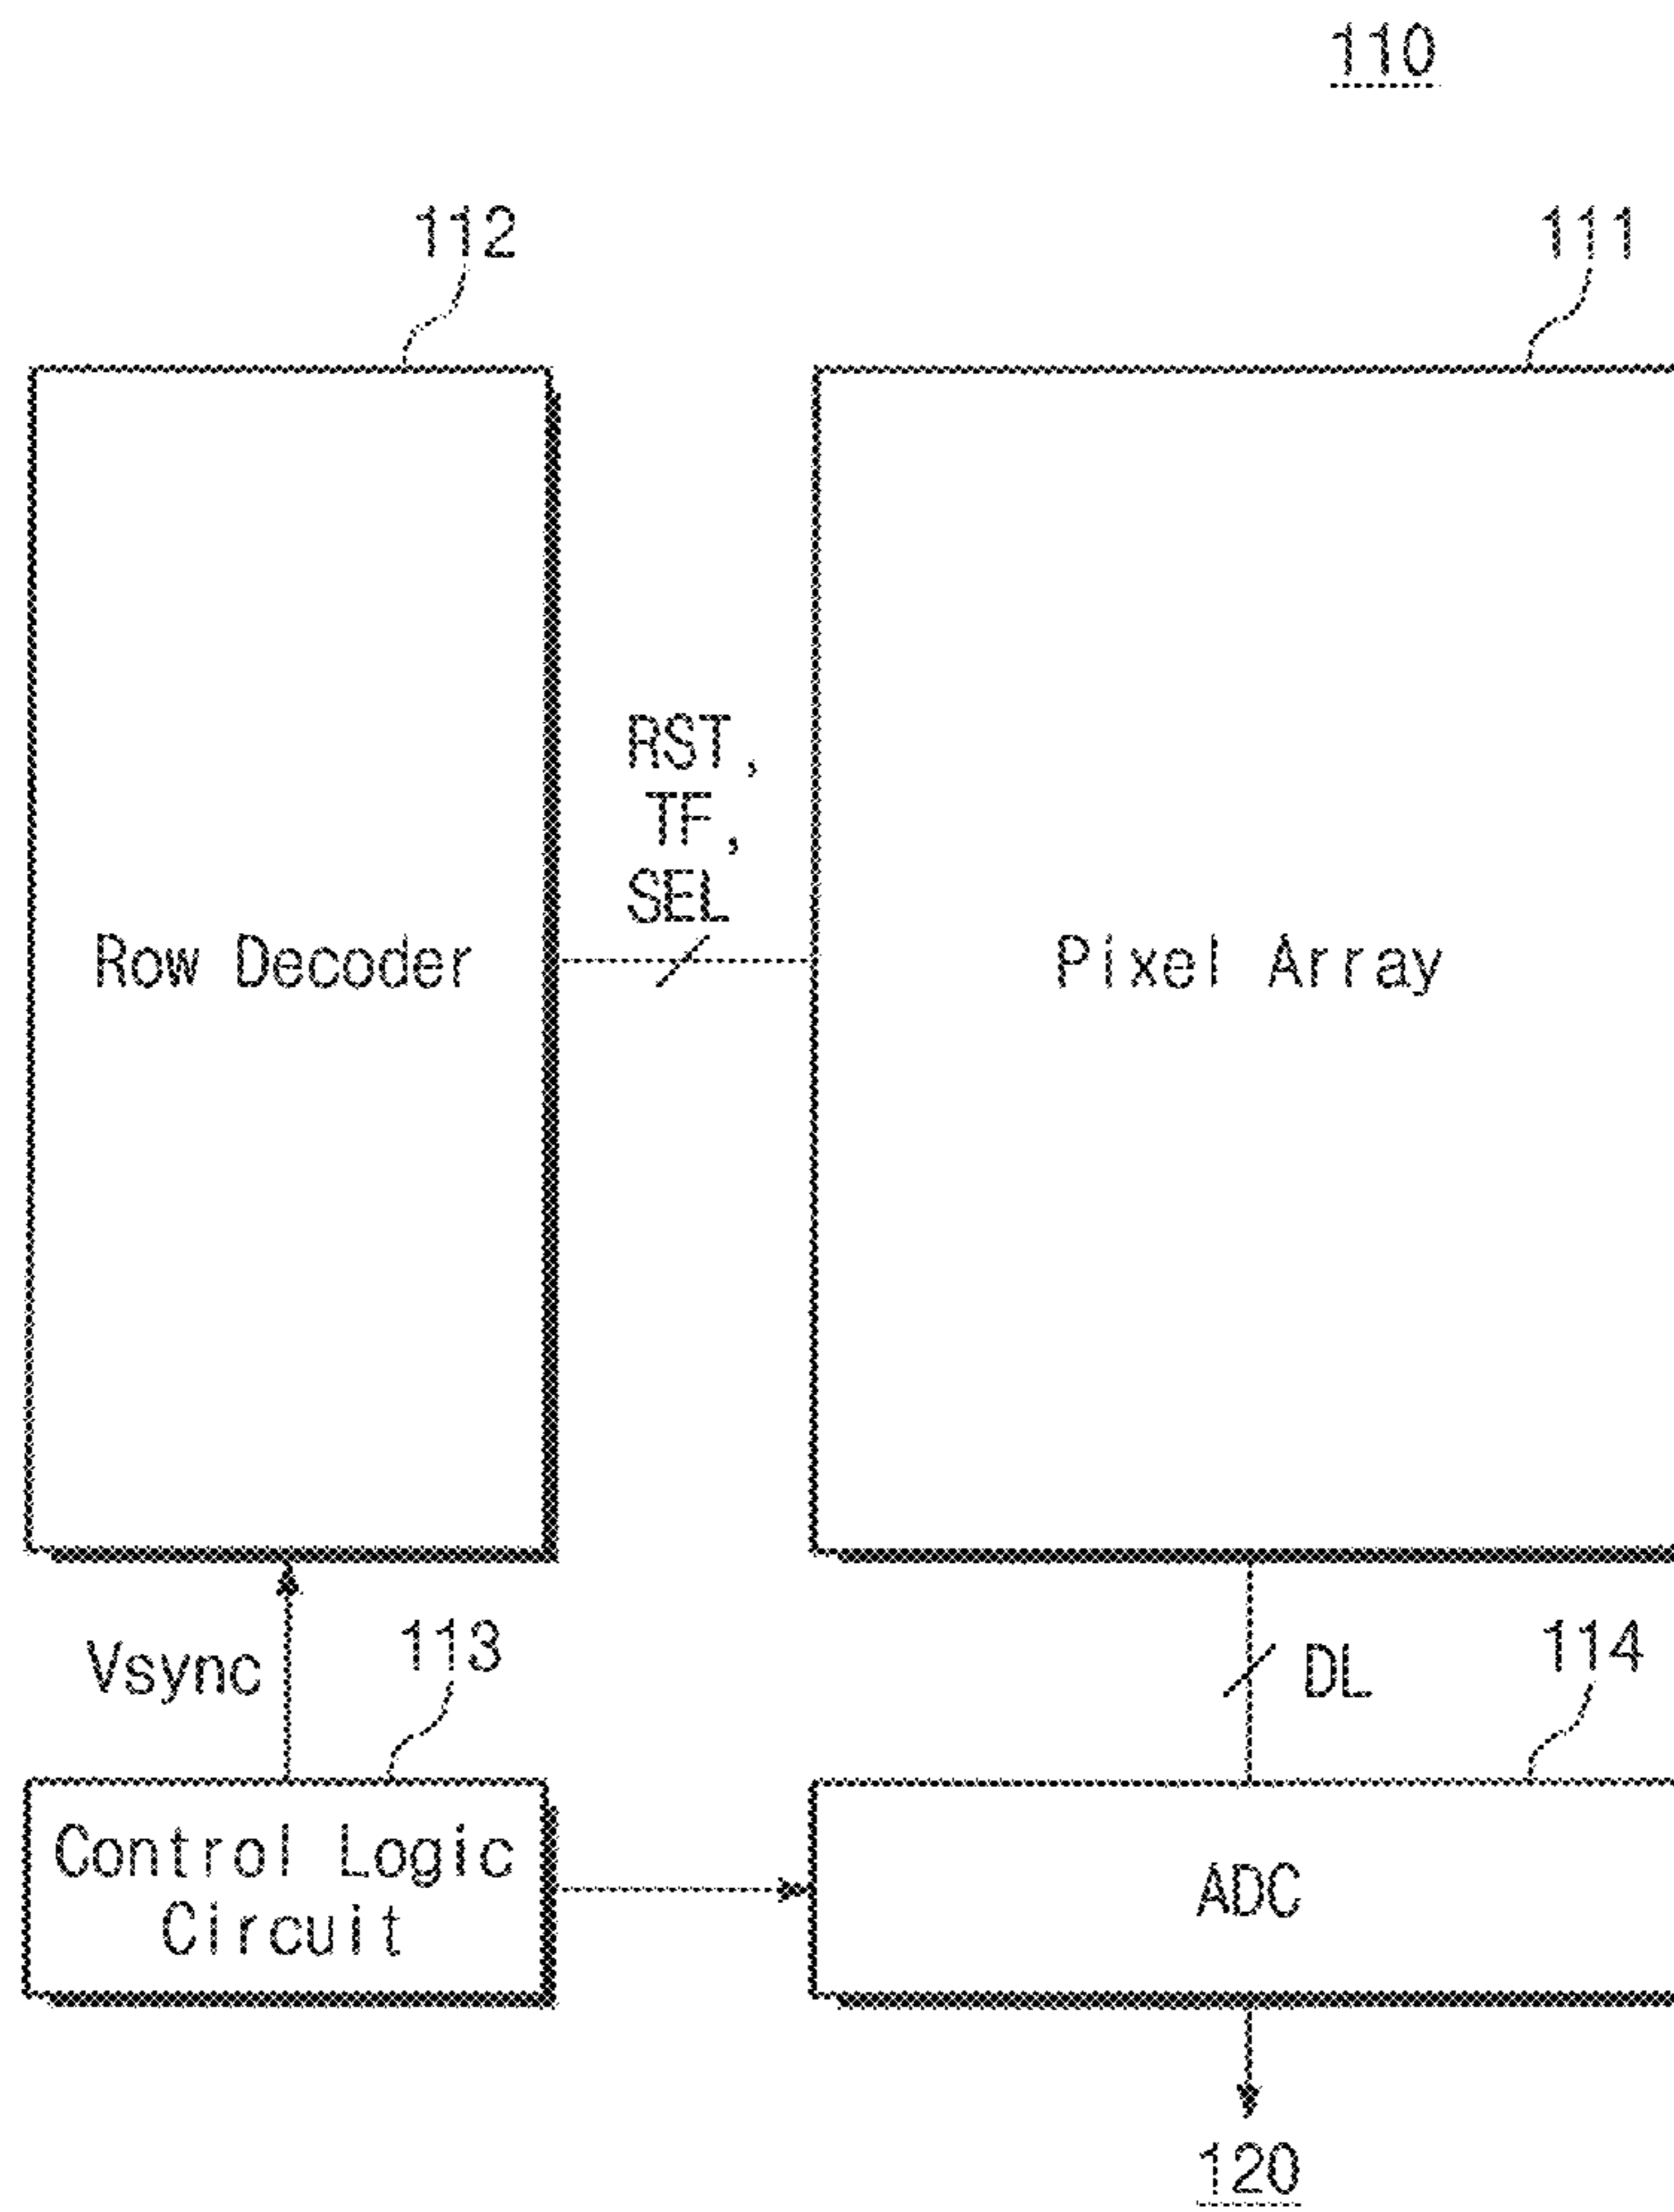 110
112
111
RST,
TF,
SEL
Row Decoder
Pixel Array
Vsync
113
DL
114
Control Logic
Circuit
ADC
120